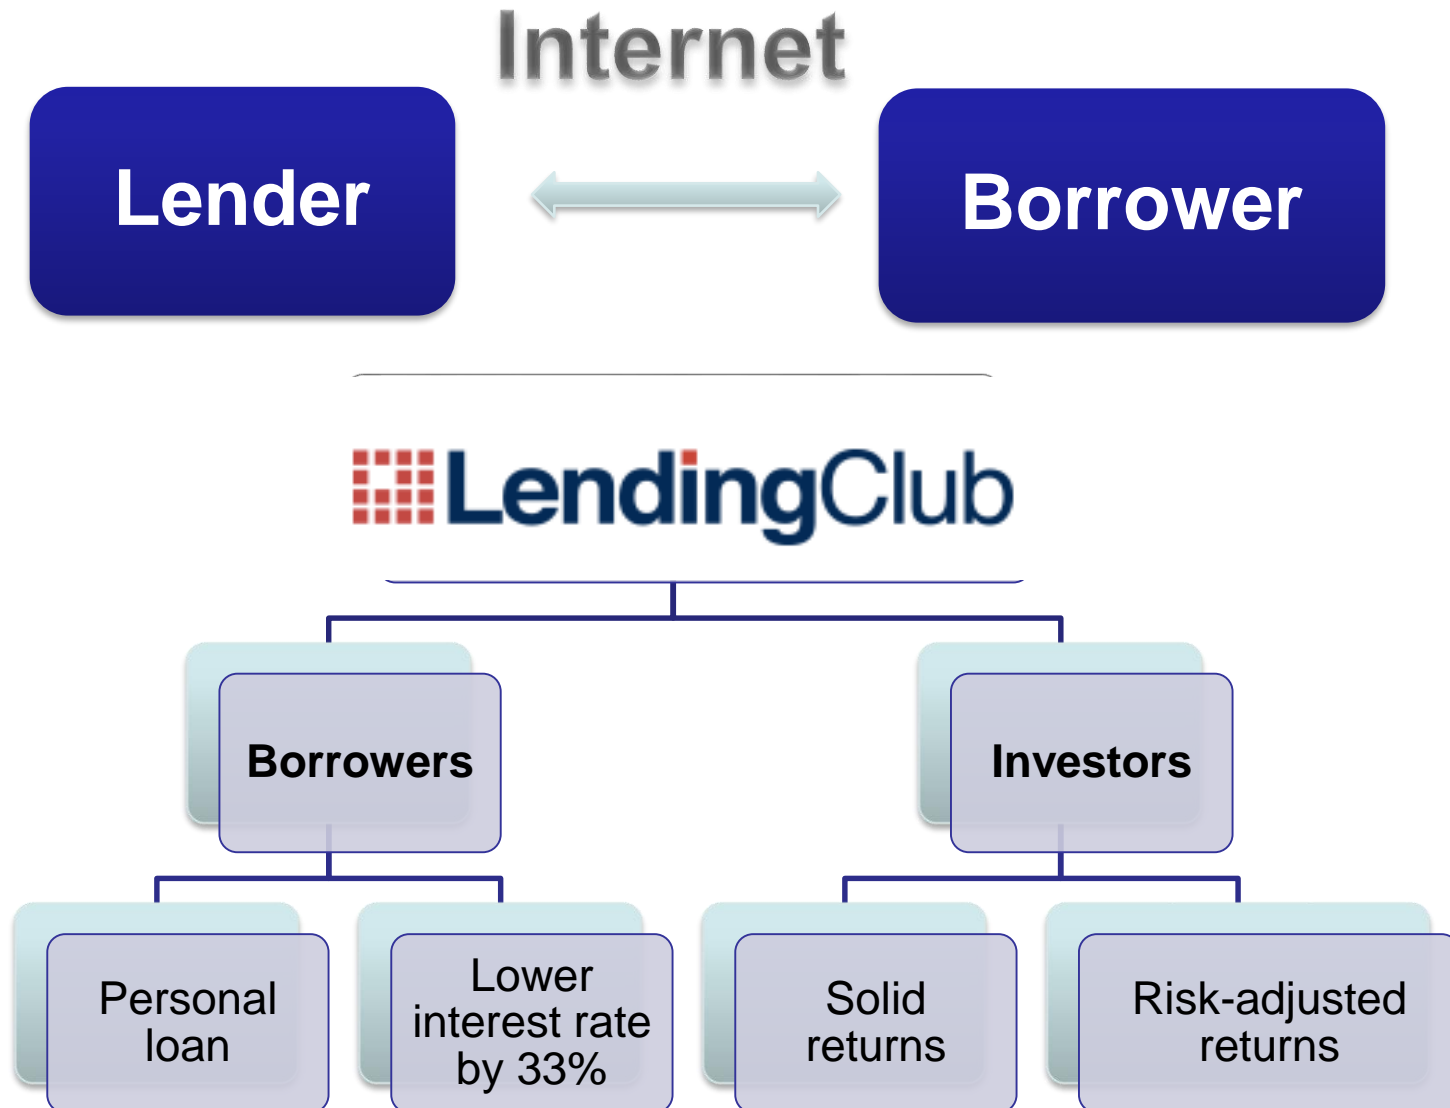 Internet
Lender
Borrower
LendingClub
Borrowers
Investors
Personal
loan
Lower
interest rate
by 33%
Solid
returns
Risk-adjusted
returns